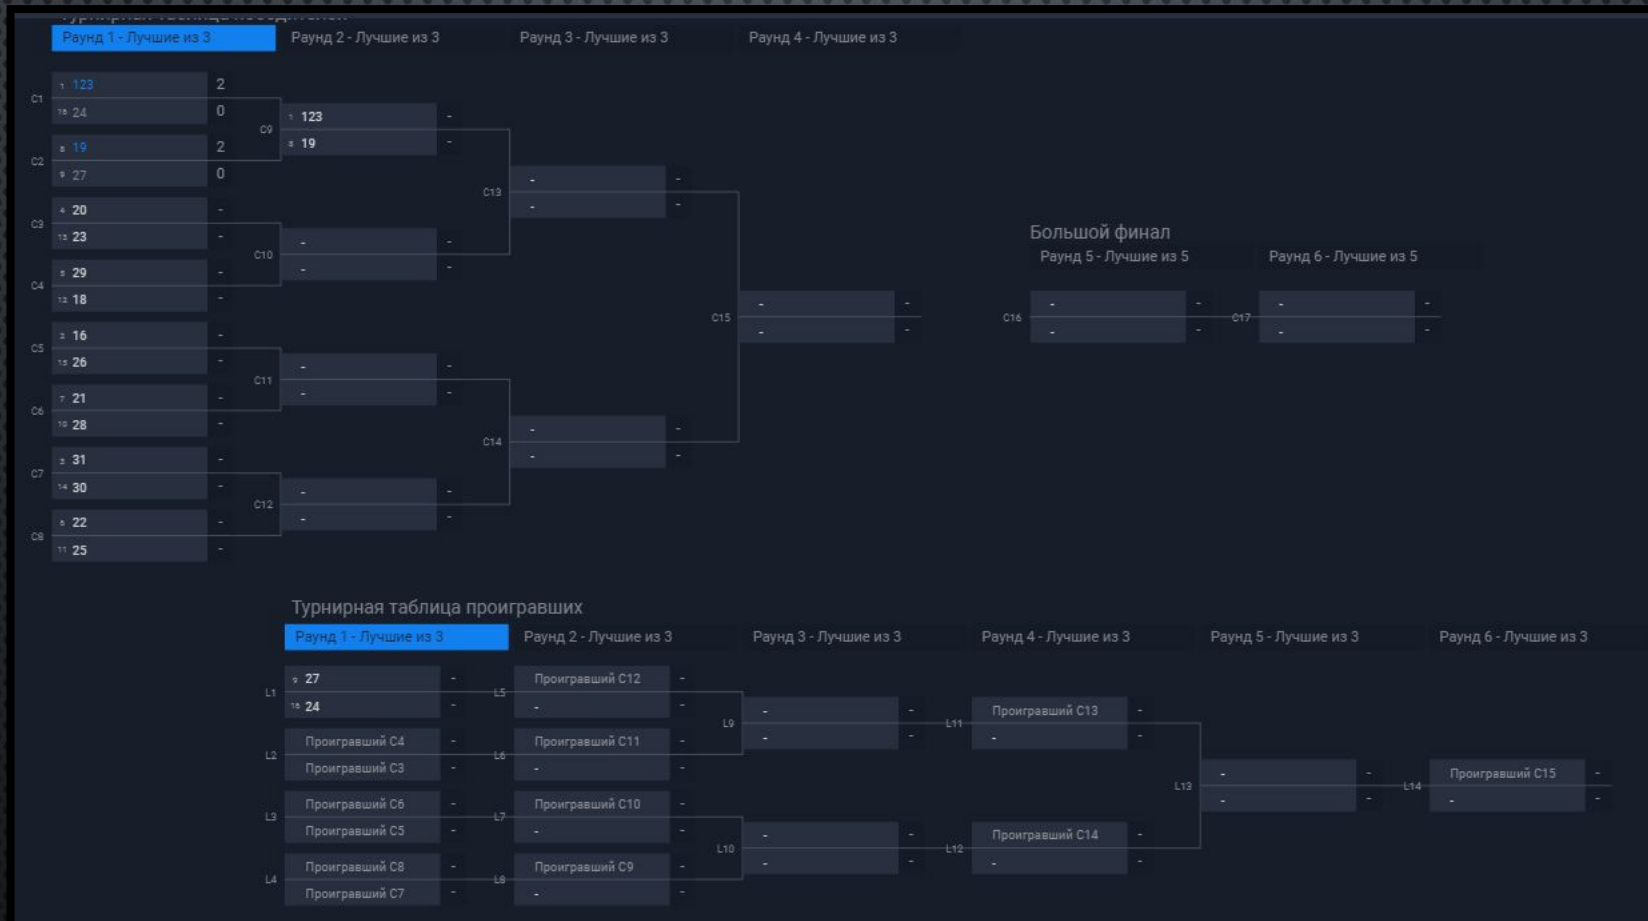 Турнирная таблица победителей
Раунд 1 - Лучшие из 3
Раунд 2 - Лучшие из 3
Раунд 3 - Лучшие из 3
Раунд 4 - Лучшие из 3
C1
1 123 2
16 24 0
C2
8 19 2
9 27 0
C3
4 20 -
13 23 -
C4
5 29 -
12 18 -
C5
2 16 -
15 26 -
C6
7 21 -
10 28 -
C7
3 31 -
14 30 -
C8
6 22 -
11 25 -
C9
1 123 -
8 19 -
C10
- -
- -
C11
- -
- -
C12
- -
- -
C13
- -
- -
C14
- -
- -
C15
- -
- -
Большой финал
Раунд 5 - Лучшие из 5
Раунд 6 - Лучшие из 5
C16
- -
- -
C17
- -
- -
Турнирная таблица проигравших
Раунд 1 - Лучшие из 3
Раунд 2 - Лучшие из 3
Раунд 3 - Лучшие из 3
Раунд 4 - Лучшие из 3
Раунд 5 - Лучшие из 3
Раунд 6 - Лучшие из 3
L1
9 27 -
16 24 -
L2
Проигравший C4 -
Проигравший C3 -
L3
Проигравший C6 -
Проигравший C5 -
L4
Проигравший C8 -
Проигравший C7 -
L5
Проигравший C12 -
- -
L6
Проигравший C11 -
- -
L7
Проигравший C10 -
- -
L8
Проигравший C9 -
- -
L9
- -
- -
L10
- -
- -
L11
Проигравший C13 -
- -
L12
Проигравший C14 -
- -
L13
- -
- -
L14
Проигравший C15 -
- -